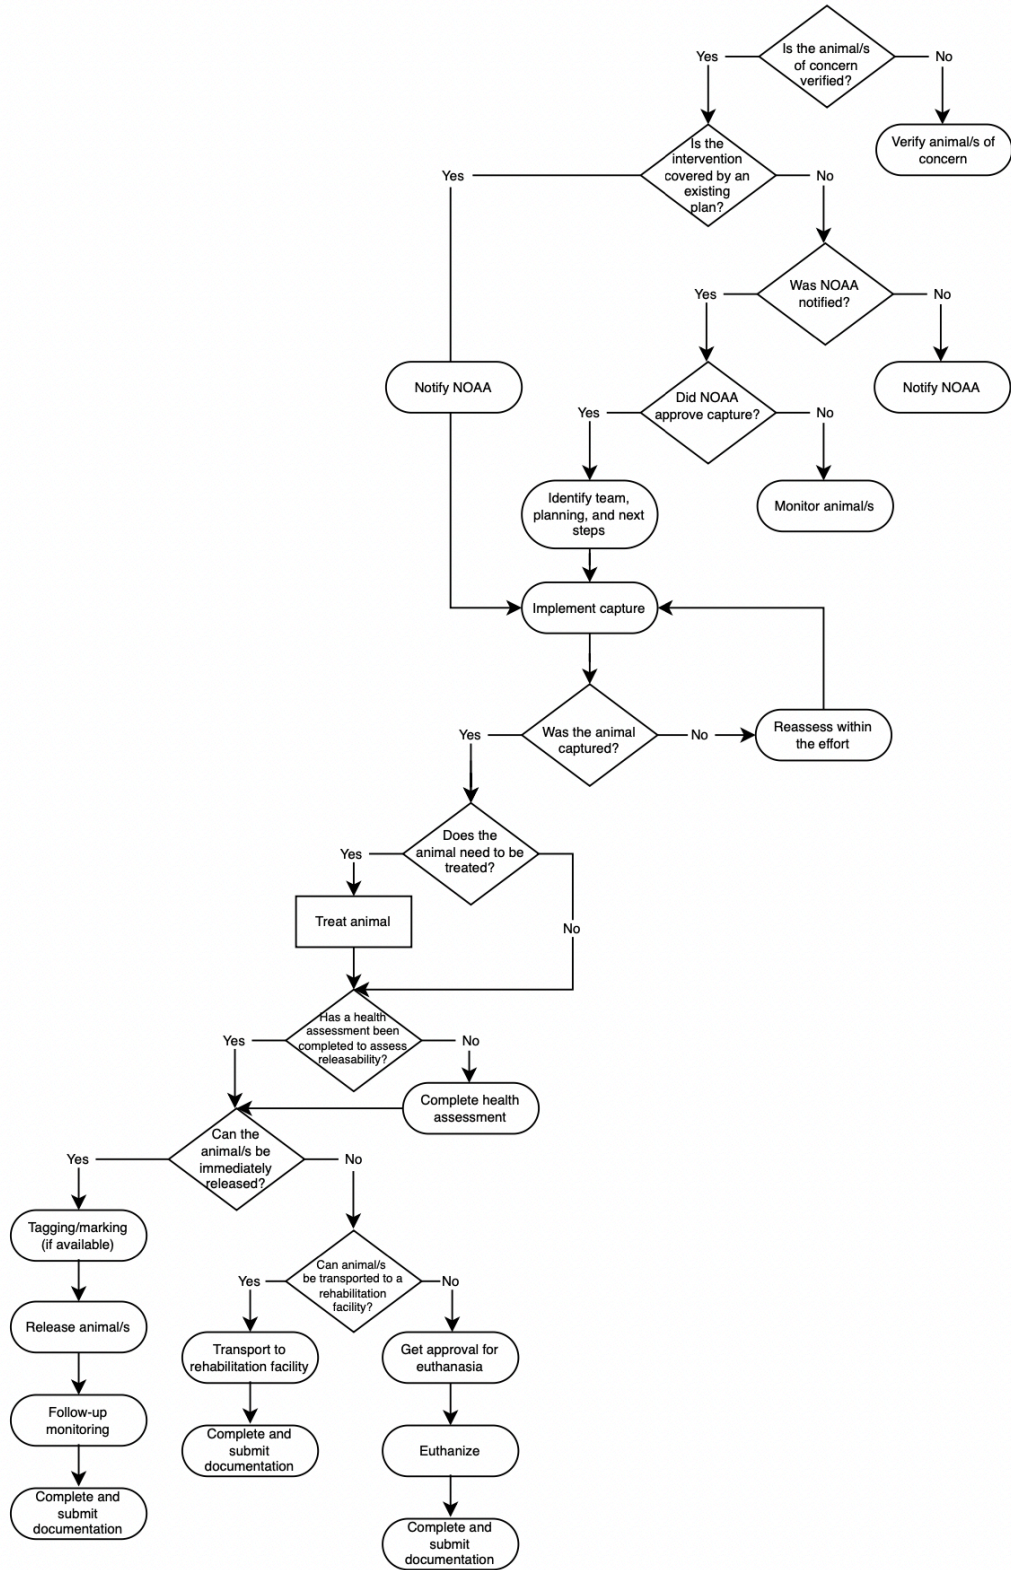 Is the animal/s
of concern
verified?
Yes
No
Verify animal/s of
concern
Is the
intervention
covered by an
existing
plan?
Yes
No
Was NOAA
notified?
Yes
No
Notify NOAA
Notify NOAA
Did NOAA
approve capture?
Yes
No
Identify team,
planning, and next
steps
Monitor animal/s
Implement capture
Was the animal
captured?
Yes
No
Reassess within
the effort
Does the
animal need to be
treated?
Yes
No
Treat animal
Has a health
assessment been
completed to assess
releasability?
Yes
No
Complete health
assessment
Can the
animal/s be
immediately
released?
Yes
No
Tagging/marking
(if available)
Release animal/s
Follow-up
monitoring
Complete and
submit
documentation
Can animal/s
be transported to a
rehabilitation
facility?
Yes
No
Transport to
rehabilitation facility
Complete and
submit
documentation
Get approval for
euthanasia
Euthanize
Complete and
submit
documentation